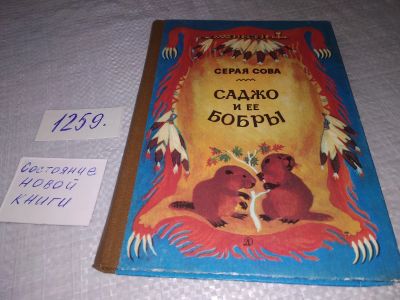 СЕРАЯ СОВА
САДЖО
И ЕЕ
БОБРЫ
1259.
Состояние
НОВОЙ
КНИГИ